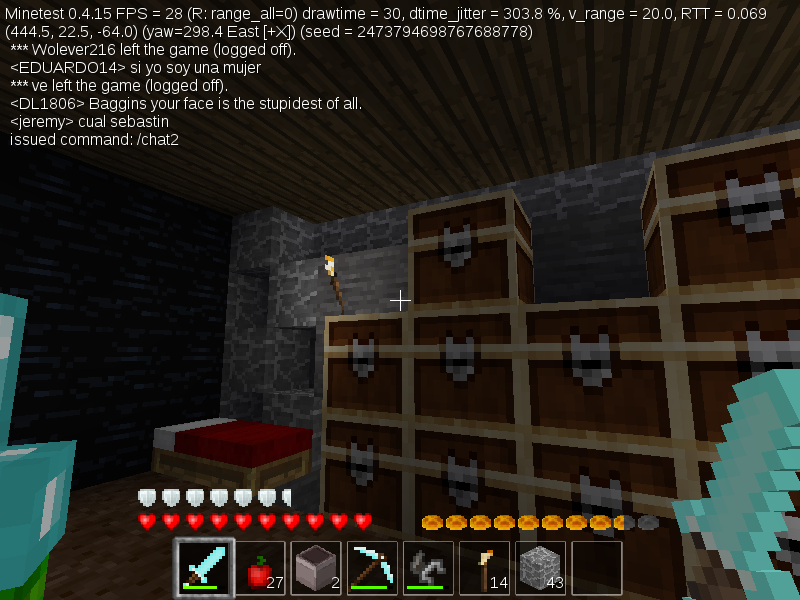 Minetest 0.4.15 FPS = 28 (R: range_all=0) drawtime = 30, dtime_jitter = 303.8 %, v_range = 20.0, RTT = 0.069
(444.5, 22.5, -64.0) (yaw=298.4 East [+X]) (seed = 2473794698767688778)
*** Wolever216 left the game (logged off).
<EDUARDO14> si yo soy una mujer
*** ve left the game (logged off).
<DL1806> Baggins your face is the stupidest of all.
<jeremy> cual sebastin
issued command: /chat2
27 2 14 43